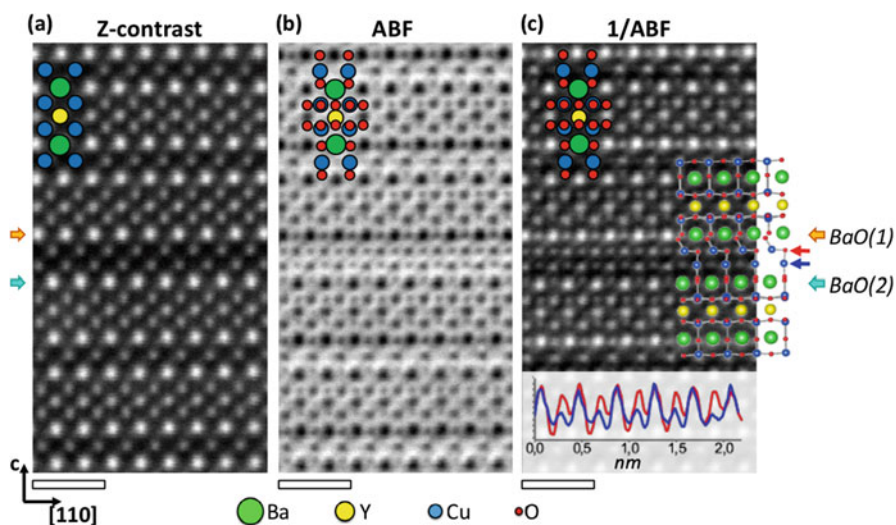 (a) Z-contrast
(b) ABF
(c) 1/ABF
BaO(1)
BaO(2)
0,0 0,5 1,0 1,5 2,0
nm
c
[110]
Ba Y Cu O